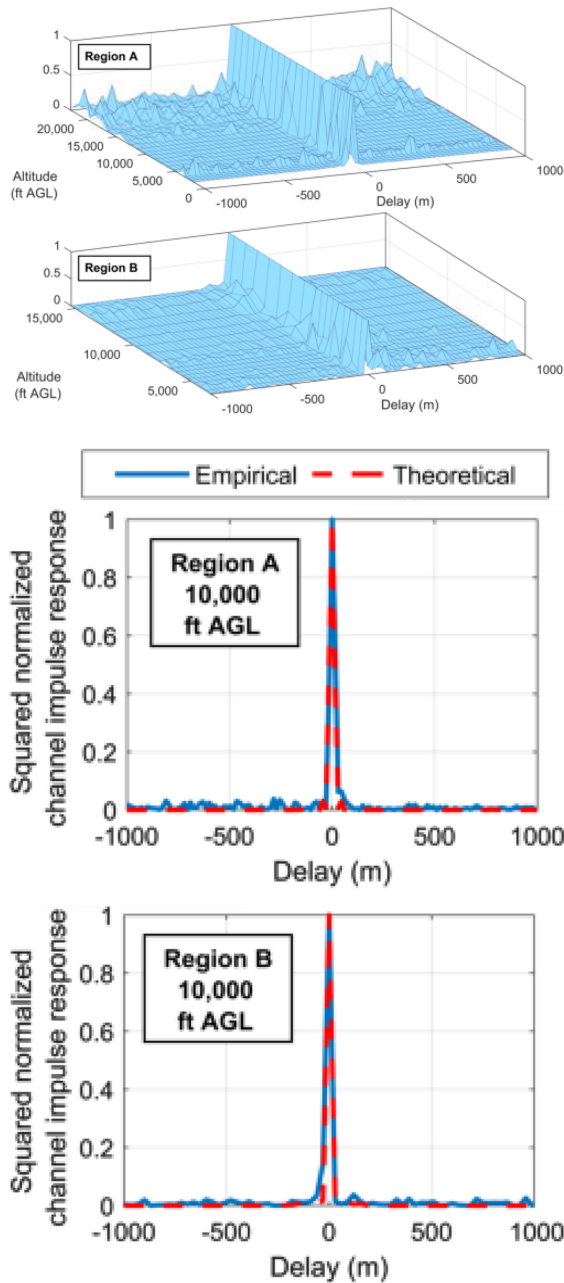 1
Region A
0.5
0
20,000
15,000
Altitude
(ft AGL)
10,000
5,000
0
-1000
-500
0
Delay (m)
500
1000
1
Region B
0.5
0
15,000
10,000
Altitude
(ft AGL)
5,000
-1000
-500
0
Delay (m)
500
1000
Empirical Theoretical
Squared normalized
channel impulse response
1
0.8
0.6
0.4
0.2
0
Region A
10,000
ft AGL
-1000 -500 0 500 1000
Delay (m)
Squared normalized
channel impulse response
1
0.8
0.6
0.4
0.2
0
Region B
10,000
ft AGL
-1000 -500 0 500 1000
Delay (m)